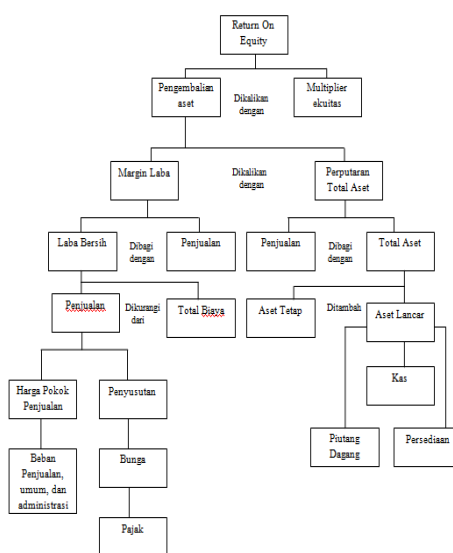 Return On
Equity
Pengembalian
aset
Dikalikan
dengan
Multiplier
ekuitas
Margin Laba
Dikalikan
dengan
Perputaran
Total Aset
Laba Bersih
Dibagi
dengan
Penjualan
Penjualan
Dibagi
dengan
Total Aset
Penjualan
Dikurangi
dari
Total Biaya
Aset Tetap
Ditambah
Aset Lancar
Kas
Harga Pokok
Penjualan
Penyusutan
Piutang
Dagang
Persediaan
Beban
Penjualan,
umum, dan
administrasi
Bunga
Pajak